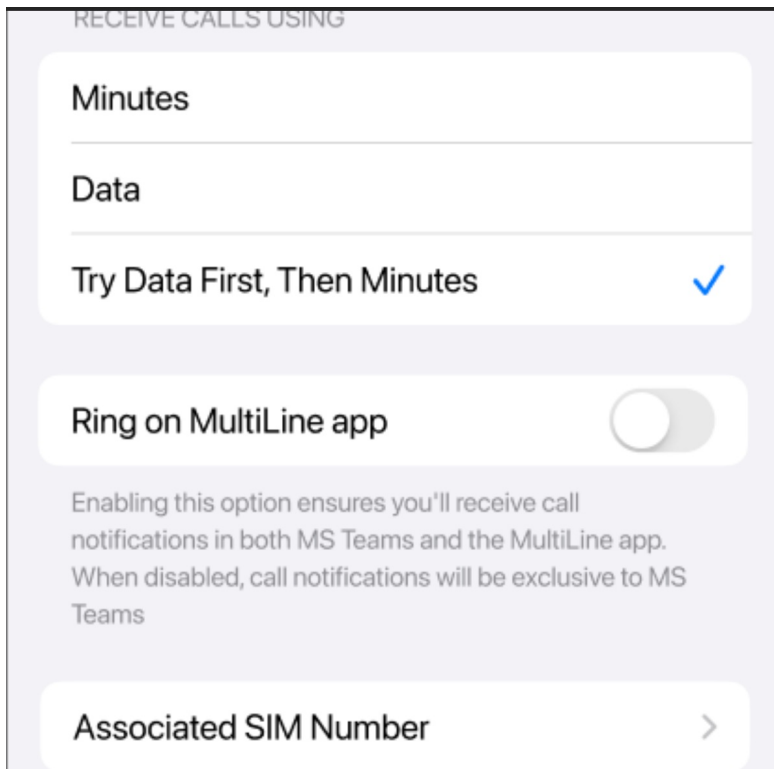 RECEIVE CALLS USING
Minutes
Data
Try Data First, Then Minutes
Ring on MultiLine app
Enabling this option ensures you'll receive call
notifications in both MS Teams and the MultiLine app.
When disabled, call notifications will be exclusive to MS
Teams
Associated SIM Number